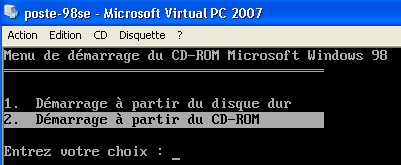 poste-98se - Microsoft Virtual PC 2007
Action Edition CD Disquette ?
Menu de démarrage du CD-ROM Microsoft Windows 98
1. Démarrage à partir du disque dur
2. Démarrage à partir du CD-ROM
Entrez votre choix : _